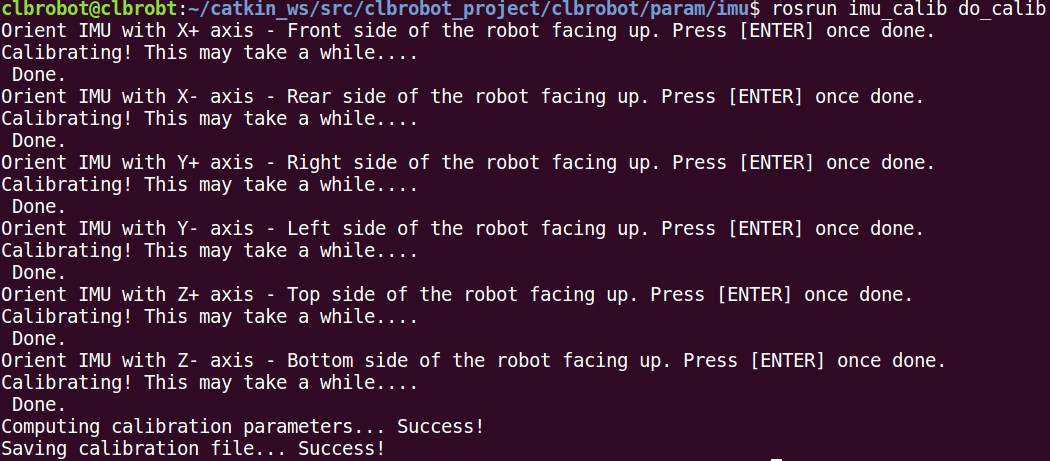 clbrobot@clbrobt:~/catkin_ws/src/clbrobot_project/clbrobot/param/imu$ rosrun imu_calib do_calib
Orient IMU with X+ axis - Front side of the robot facing up. Press [ENTER] once done.
Calibrating! This may take a while....
 Done.
Orient IMU with X- axis - Rear side of the robot facing up. Press [ENTER] once done.
Calibrating! This may take a while....
 Done.
Orient IMU with Y+ axis - Right side of the robot facing up. Press [ENTER] once done.
Calibrating! This may take a while....
 Done.
Orient IMU with Y- axis - Left side of the robot facing up. Press [ENTER] once done.
Calibrating! This may take a while....
 Done.
Orient IMU with Z+ axis - Top side of the robot facing up. Press [ENTER] once done.
Calibrating! This may take a while....
 Done.
Orient IMU with Z- axis - Bottom side of the robot facing up. Press [ENTER] once done.
Calibrating! This may take a while....
 Done.
Computing calibration parameters... Success!
Saving calibration file... Success!